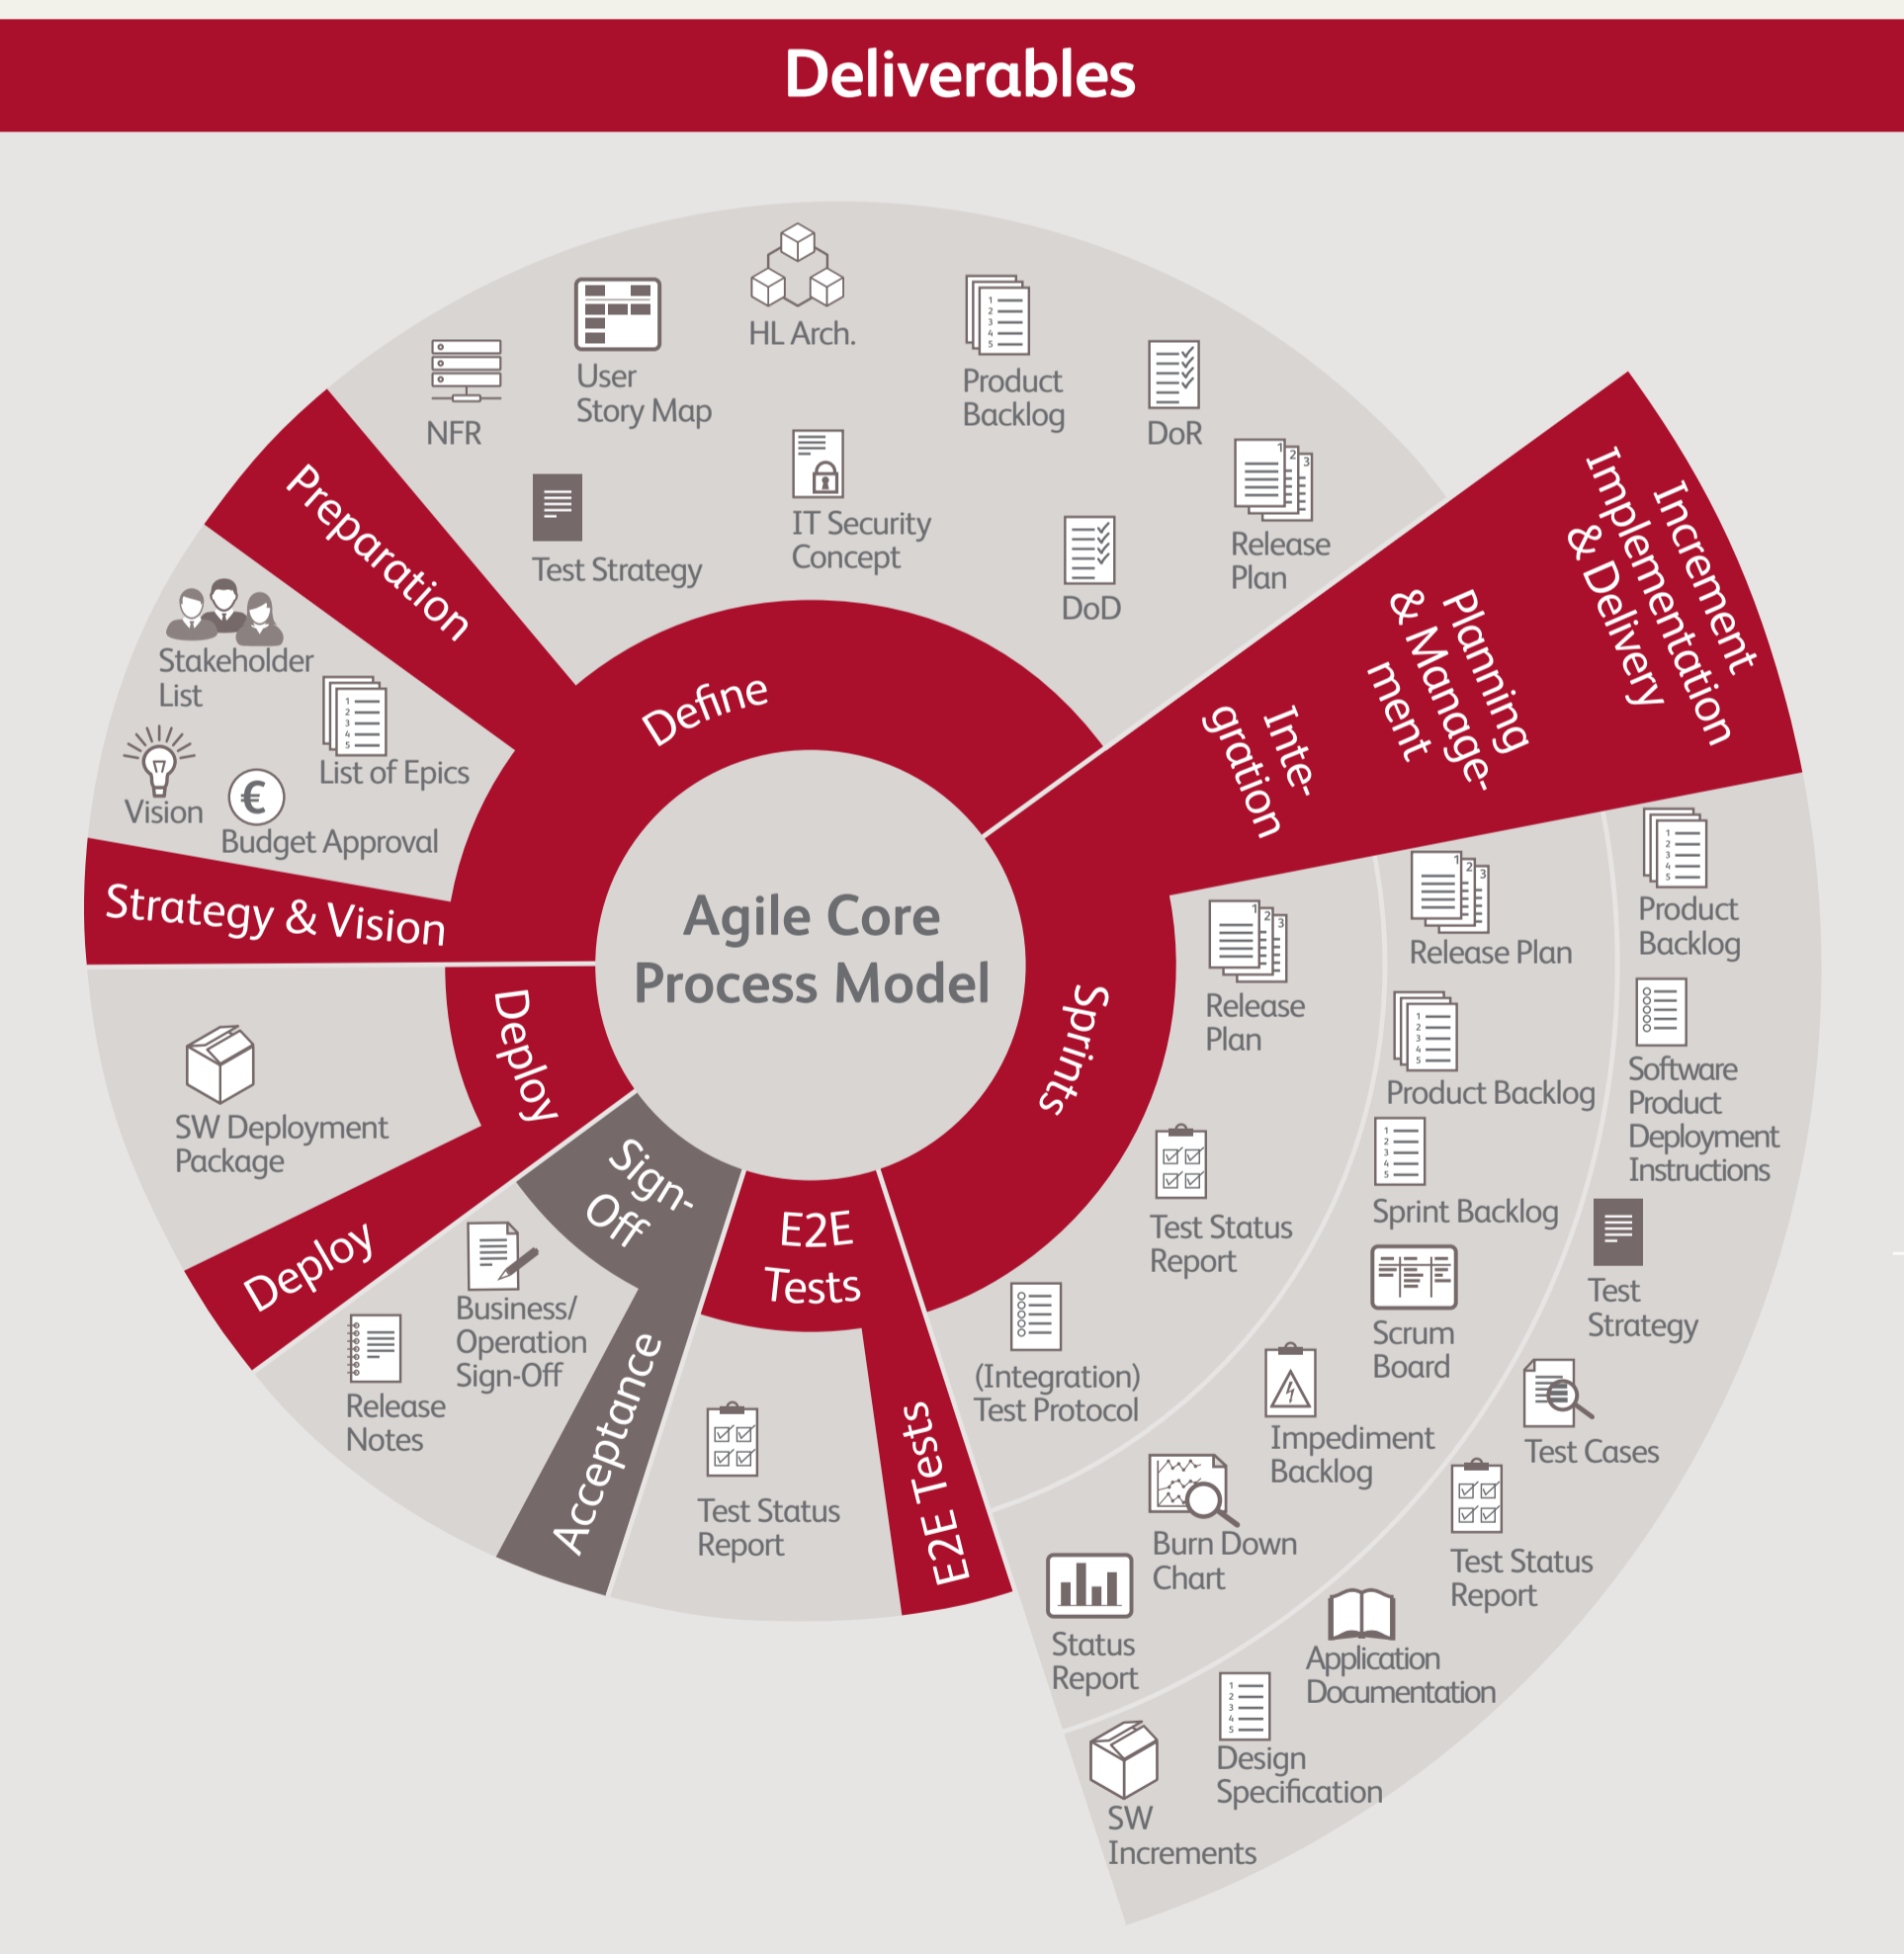 Deliverables
Agile Core
Process Model
Define
Strategy & Vision
Stakeholder
List
Vision
List of Epics
Budget Approval
Preparation
NFR
User
Story Map
HL Arch.
Product
Backlog
DoR
Release
Plan
Test Strategy
IT Security
Concept
DoD
Sprints
Inte-
gration
Planning
& Manage-
ment
Increment
Implementation
& Delivery
Release
Plan
Test Status
Report
(Integration)
Test Protocol
Release Plan
Product Backlog
Sprint Backlog
Scrum
Board
Impediment
Backlog
Burn Down
Chart
Status
Report
Product
Backlog
Software
Product
Deployment
Instructions
Test
Strategy
Test Cases
Test Status
Report
Application
Documentation
Design
Specification
SW
Increments
E2E
Tests
E2E Tests
Test Status
Report
Sign-
Off
Acceptance
Business/
Operation
Sign-Off
Release
Notes
Deploy
Deploy
SW Deployment
Package